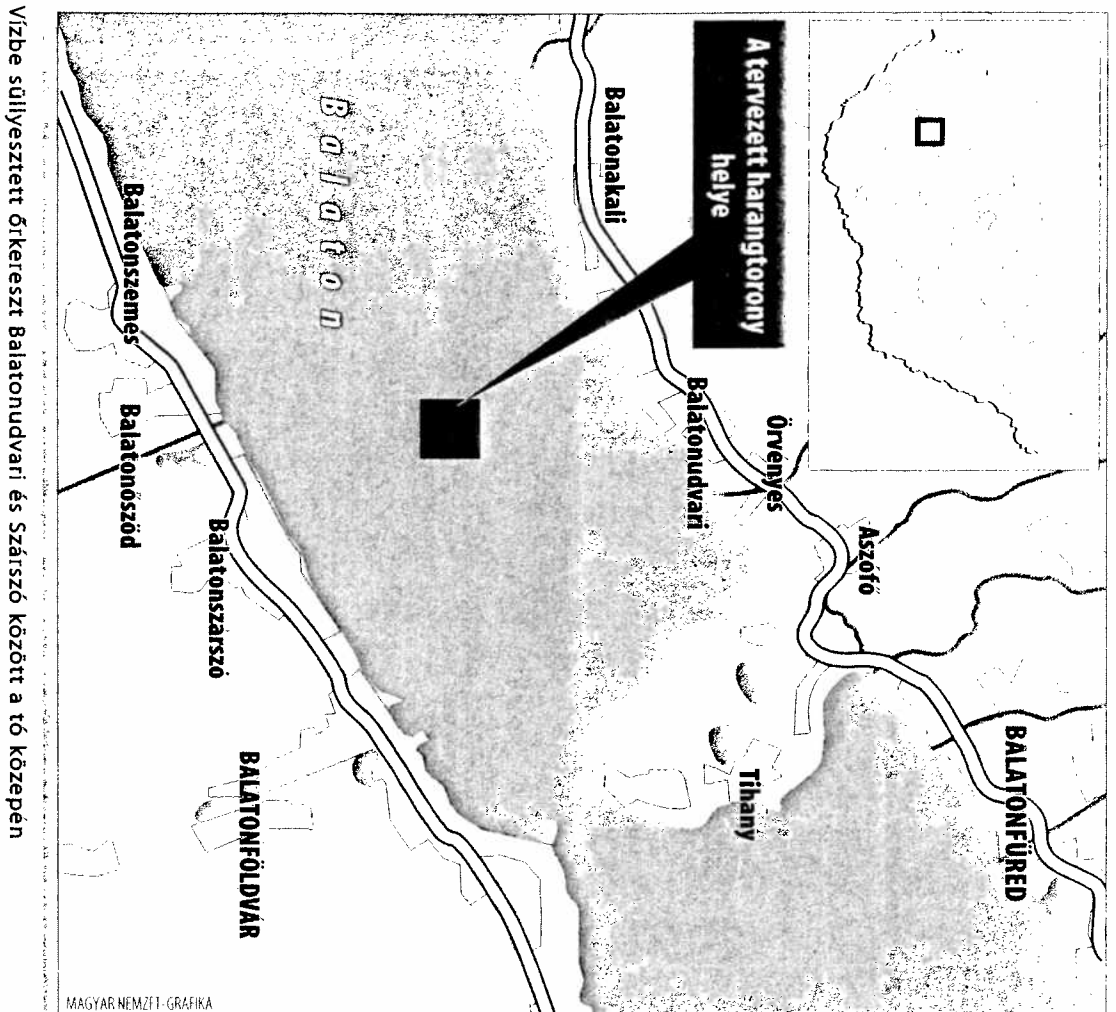 A tervezett harangtorony
helye
BALATONFÜRED
Aszófő
Örvényes
Tihany
Balatonudvari
Balatonakali
Balaton
BALATONFÖLDVÁR
Balatonszárszó
Balatonszemes
Balatonőszöd
MAGYAR NEMZET-GRAFIKA
Vízbe süllyesztett őrkereszt Balatonudvari és Szárszó között a tó közepén